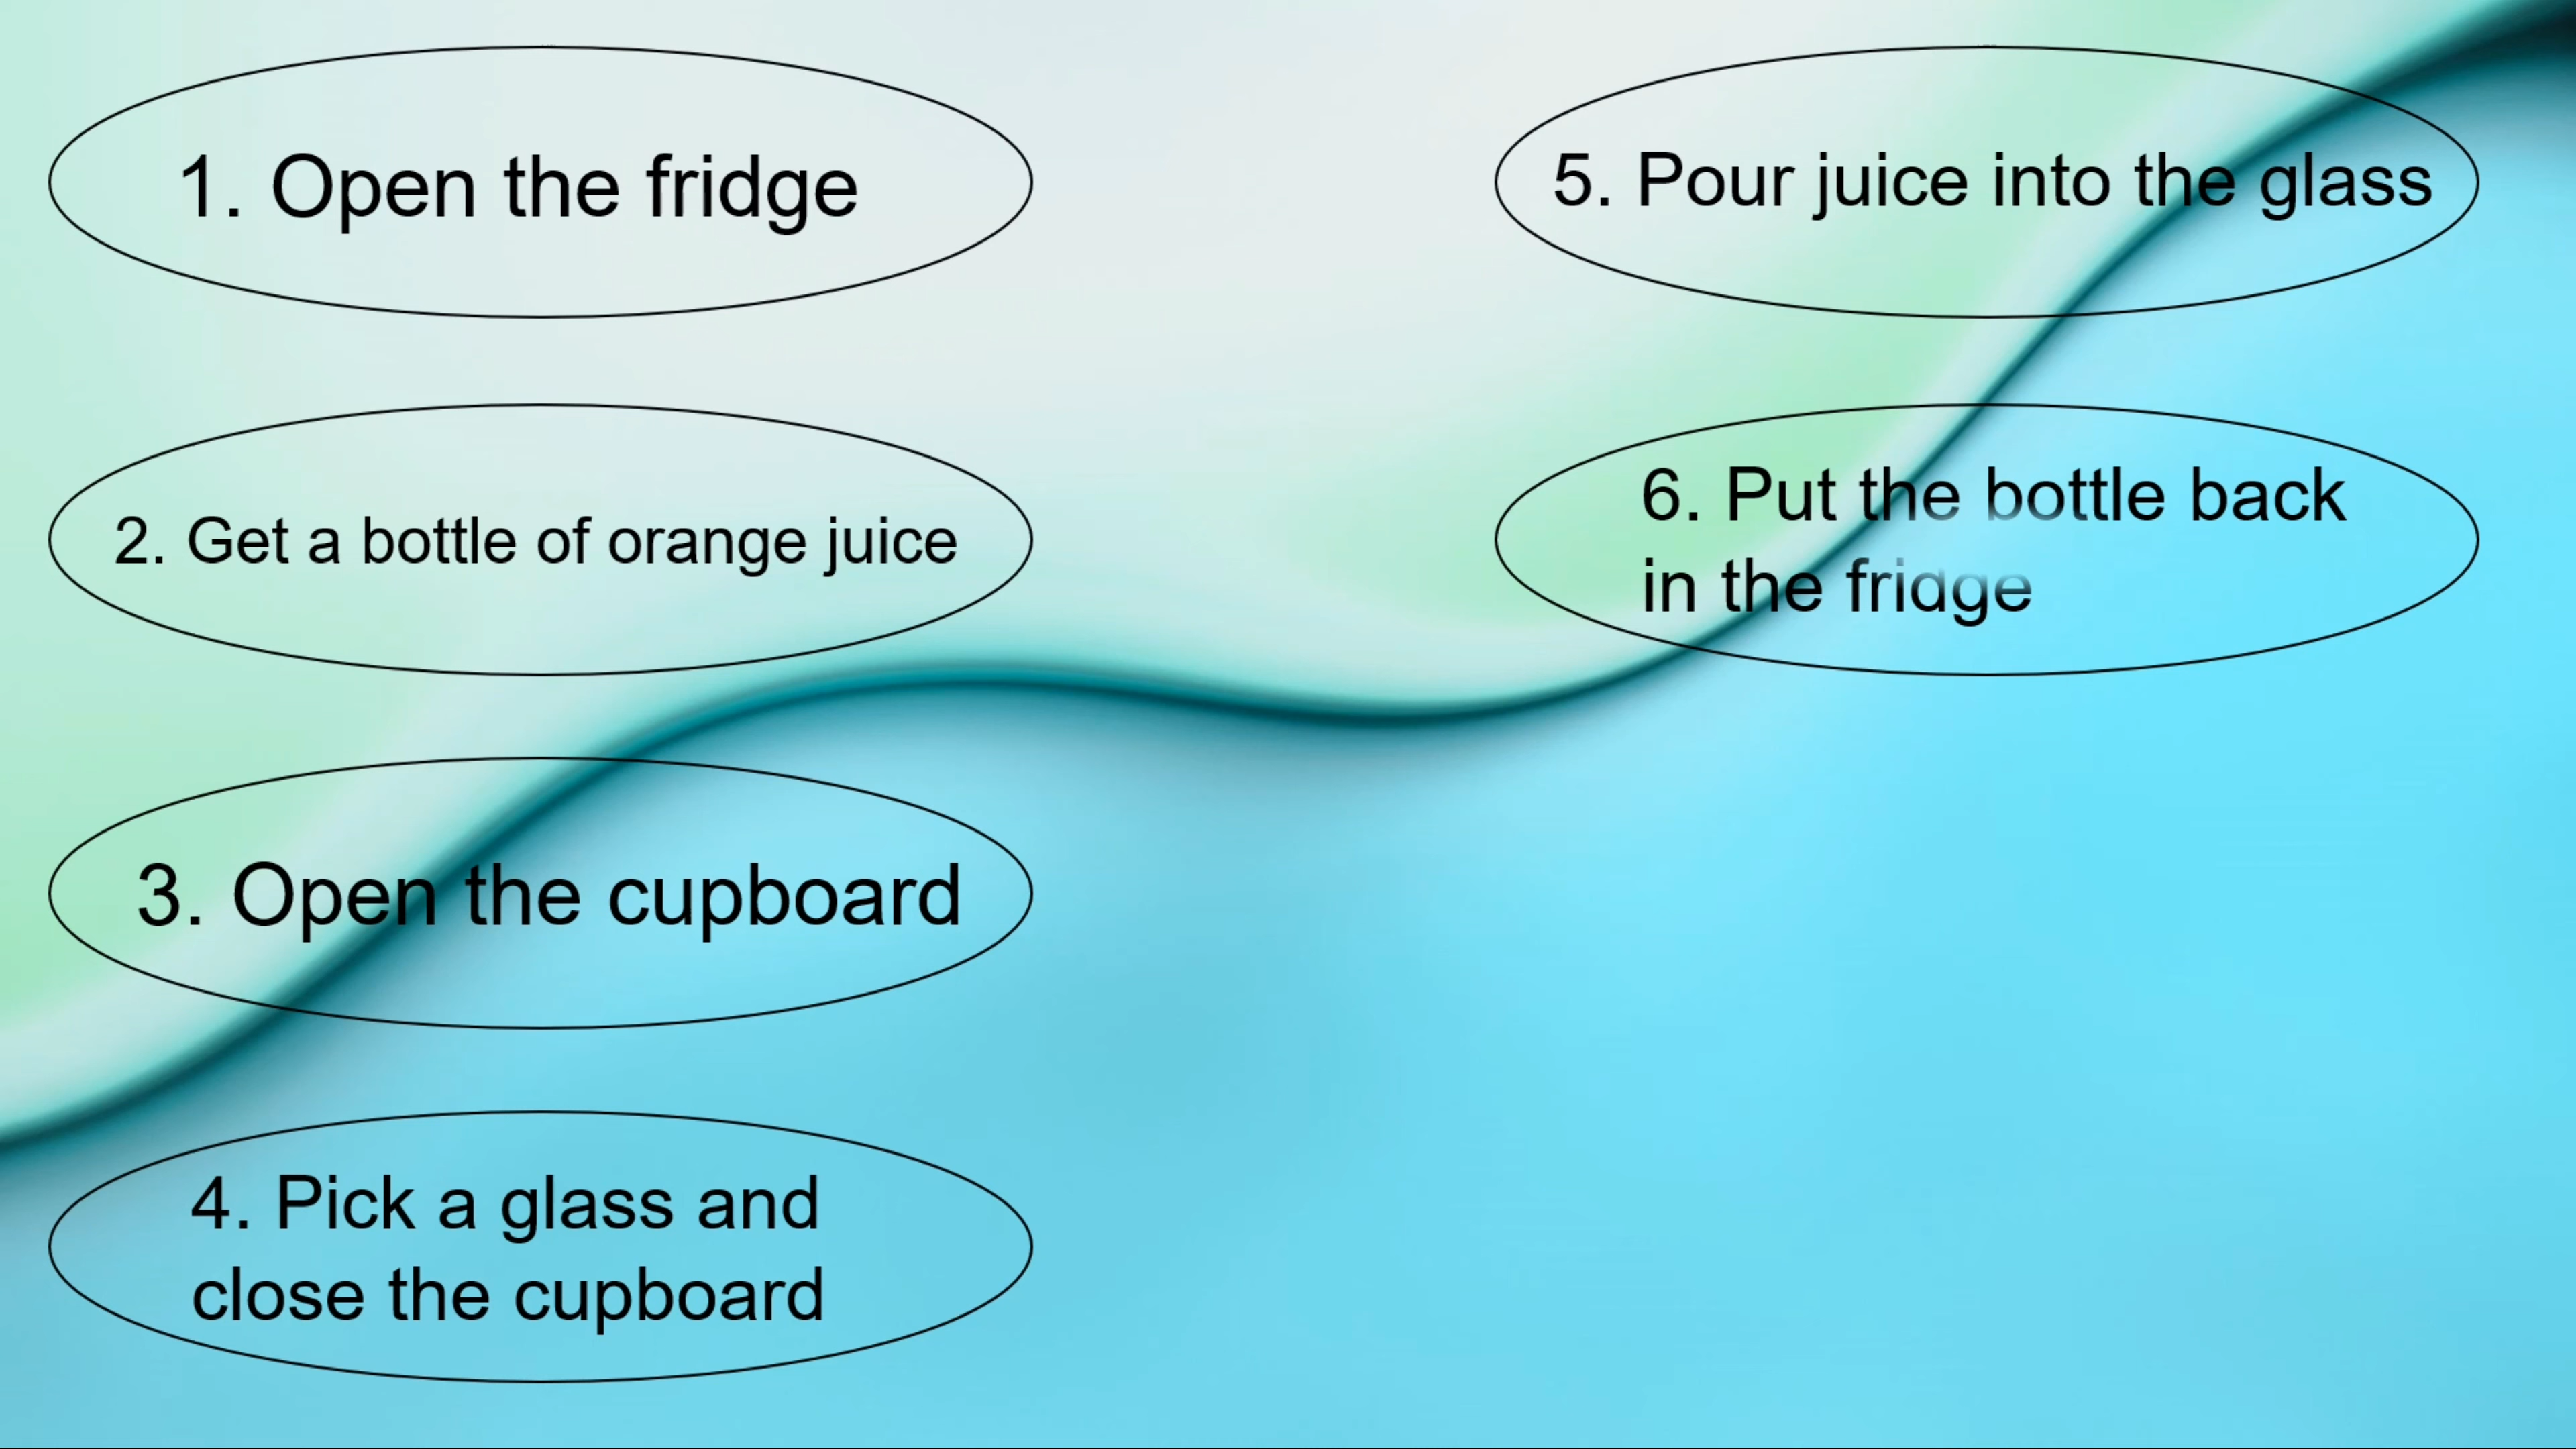 1. Open the fridge
2. Get a bottle of orange juice
3. Open the cupboard
4. Pick a glass and
close the cupboard
5. Pour juice into the glass
6. Put the bottle back
in the fridge